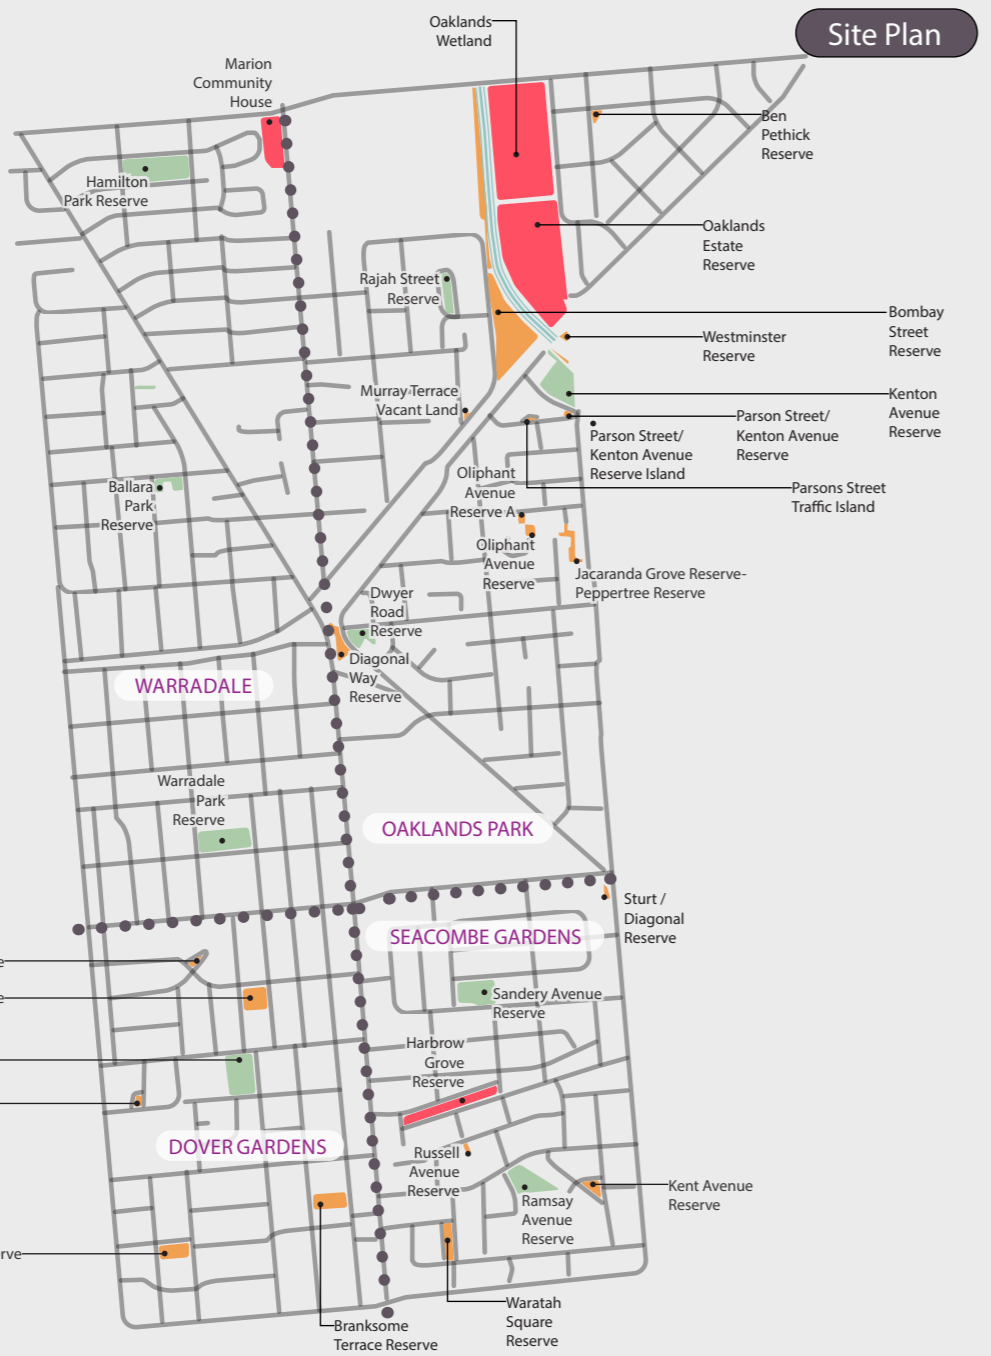 Site Plan
Oaklands
Wetland
Marion
Community
House
Ben
Pethick
Reserve
Hamilton
Park Reserve
Oaklands
Estate
Reserve
Rajah Street
Reserve
Bombay
Street
Reserve
Westminster
Reserve
Murray Terrace
Vacant Land
Kenton
Avenue
Reserve
Parson Street/
Kenton Avenue
Reserve
Parson Street/
Kenton Avenue
Reserve Island
Parsons Street
Traffic Island
Ballara
Park
Reserve
Oliphant
Avenue
Reserve A
Oliphant
Avenue
Reserve
Jacaranda Grove Reserve-
Peppertree Reserve
Dwyer
Road
Reserve
Diagonal
Way
Reserve
WARRADALE
Warradale
Park
Reserve
OAKLANDS PARK
Sturt /
Diagonal
Reserve
SEACOMBE GARDENS
e
e
Sandery Avenue
Reserve
Harbrow
Grove
Reserve
DOVER GARDENS
Russell
Avenue
Reserve
Ramsay
Avenue
Reserve
Kent Avenue
Reserve
rve
Waratah
Square
Reserve
Branksome
Terrace Reserve